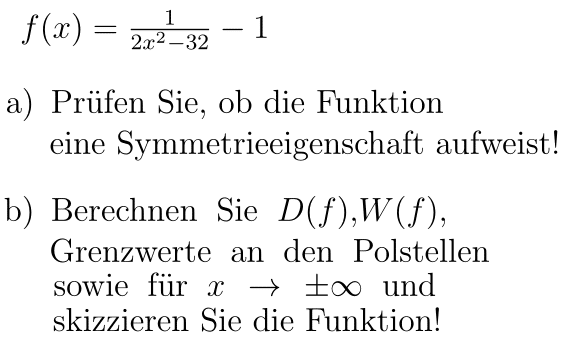 f(x) = \frac{1}{2x^2-32} - 1
a) Prüfen Sie, ob die Funktion
eine Symmetrieeigenschaft aufweist!
b) Berechnen Sie D(f),W(f),
Grenzwerte an den Polstellen
sowie für x → ±∞ und
skizzieren Sie die Funktion!